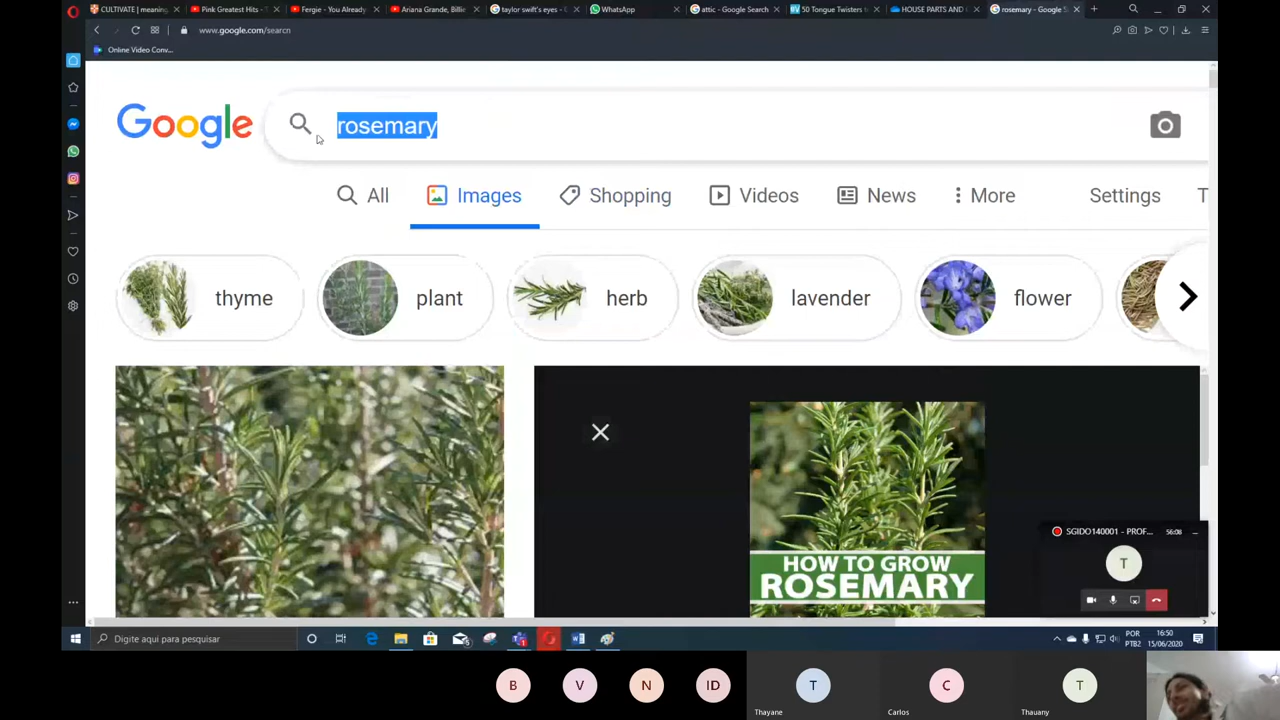 CULTIVATE | meaning
Pink Greatest Hits -
Fergie - You Already
Ariana Grande, Billie
taylor swift's eyes -
WhatsApp
attic - Google Search
50 Tongue Twisters to
HOUSE PARTS AND
rosemary - Google S
www.google.com/search
Online Video Conv...
Google
rosemary
All
Images
Shopping
Videos
News
More
Settings
T
thyme
plant
herb
lavender
flower
HOW TO GROW
ROSEMARY
SGIDO140001 - PROF...
56:08
T
Digite aqui para pesquisar
POR
PTB2
16:50
15/06/2020
B
V
N
ID
T
C
T
Thayane
Carlos
Thauany